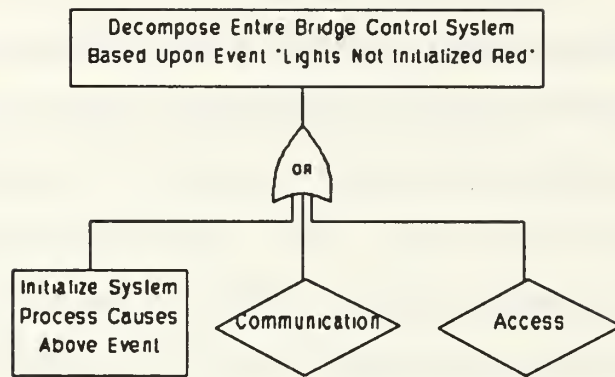 Decompose Entire Bridge Control System
Based Upon Event "Lights Not Initialized Red"
OR
Initialize System
Process Causes
Above Event
Communication
Access